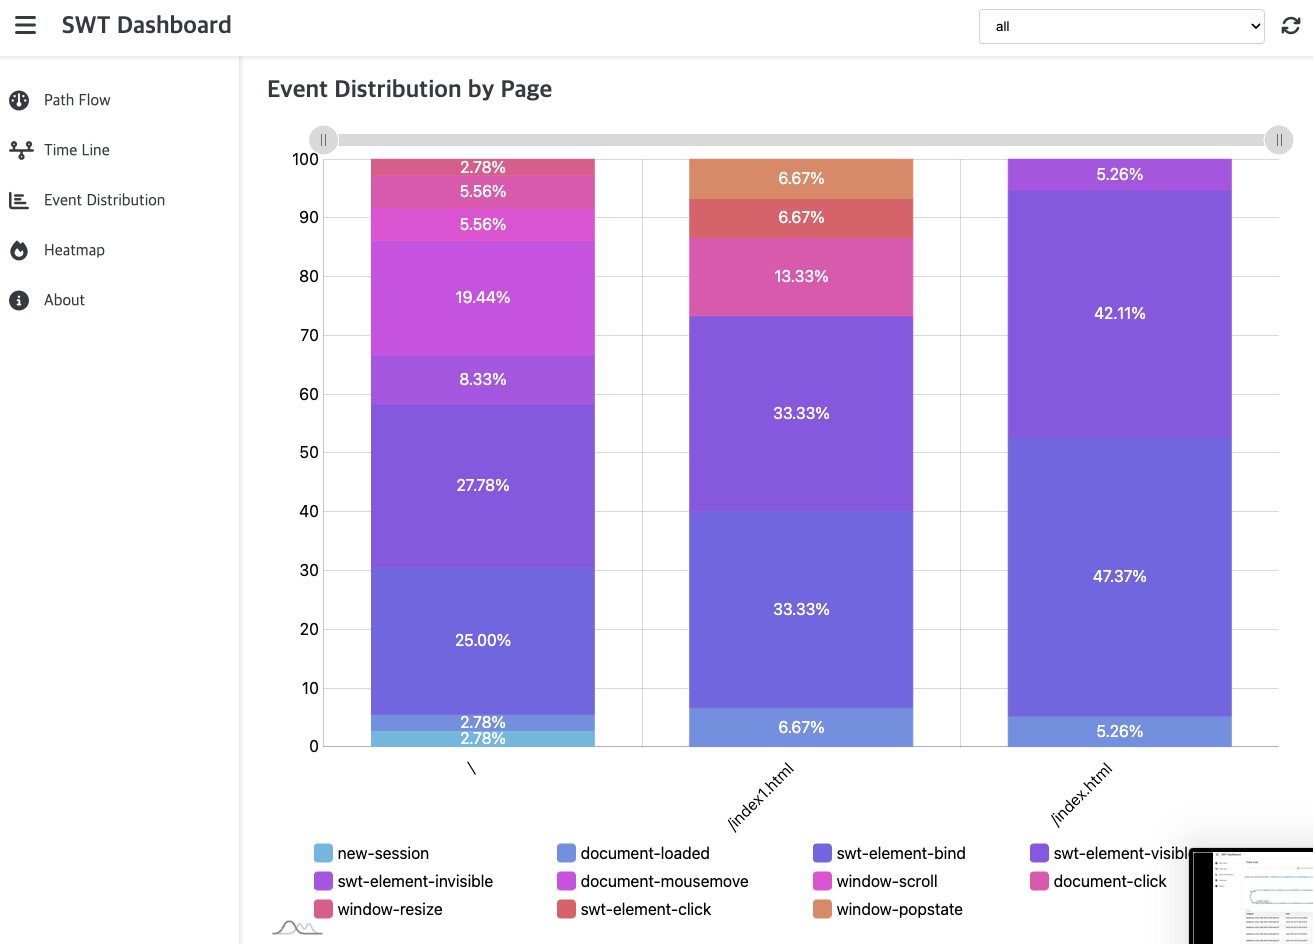 SWT Dashboard
all
Path Flow
Time Line
Event Distribution
Heatmap
About
Event Distribution by Page
100
90
80
70
60
50
40
30
20
10
0
2.78%
5.56%
5.56%
19.44%
8.33%
27.78%
25.00%
2.78%
2.78%
6.67%
6.67%
13.33%
33.33%
33.33%
6.67%
5.26%
42.11%
47.37%
5.26%
/
/index1.html
/index.html
new-session
document-loaded
swt-element-bind
swt-element-visibl
swt-element-invisible
document-mousemove
window-scroll
document-click
window-resize
swt-element-click
window-popstate